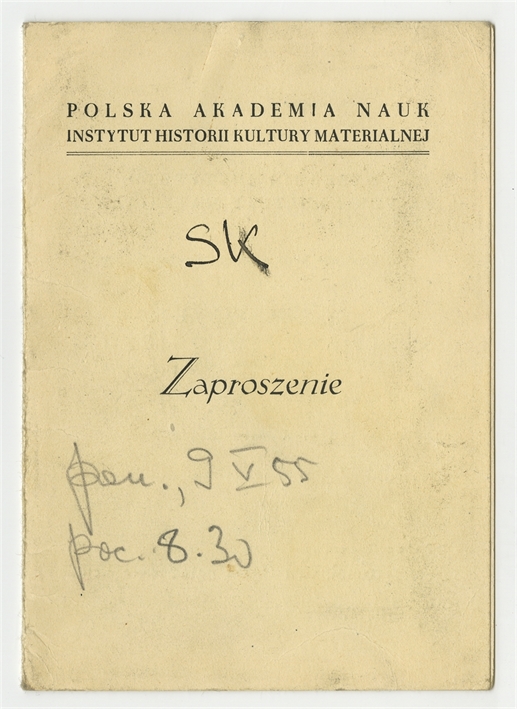 POLSKA AKADEMIA NAUK
INSTYTUT HISTORII KULTURY MATERIALNEJ
SK
Zaproszenie
pon., 9 V 55
poc. 8.30